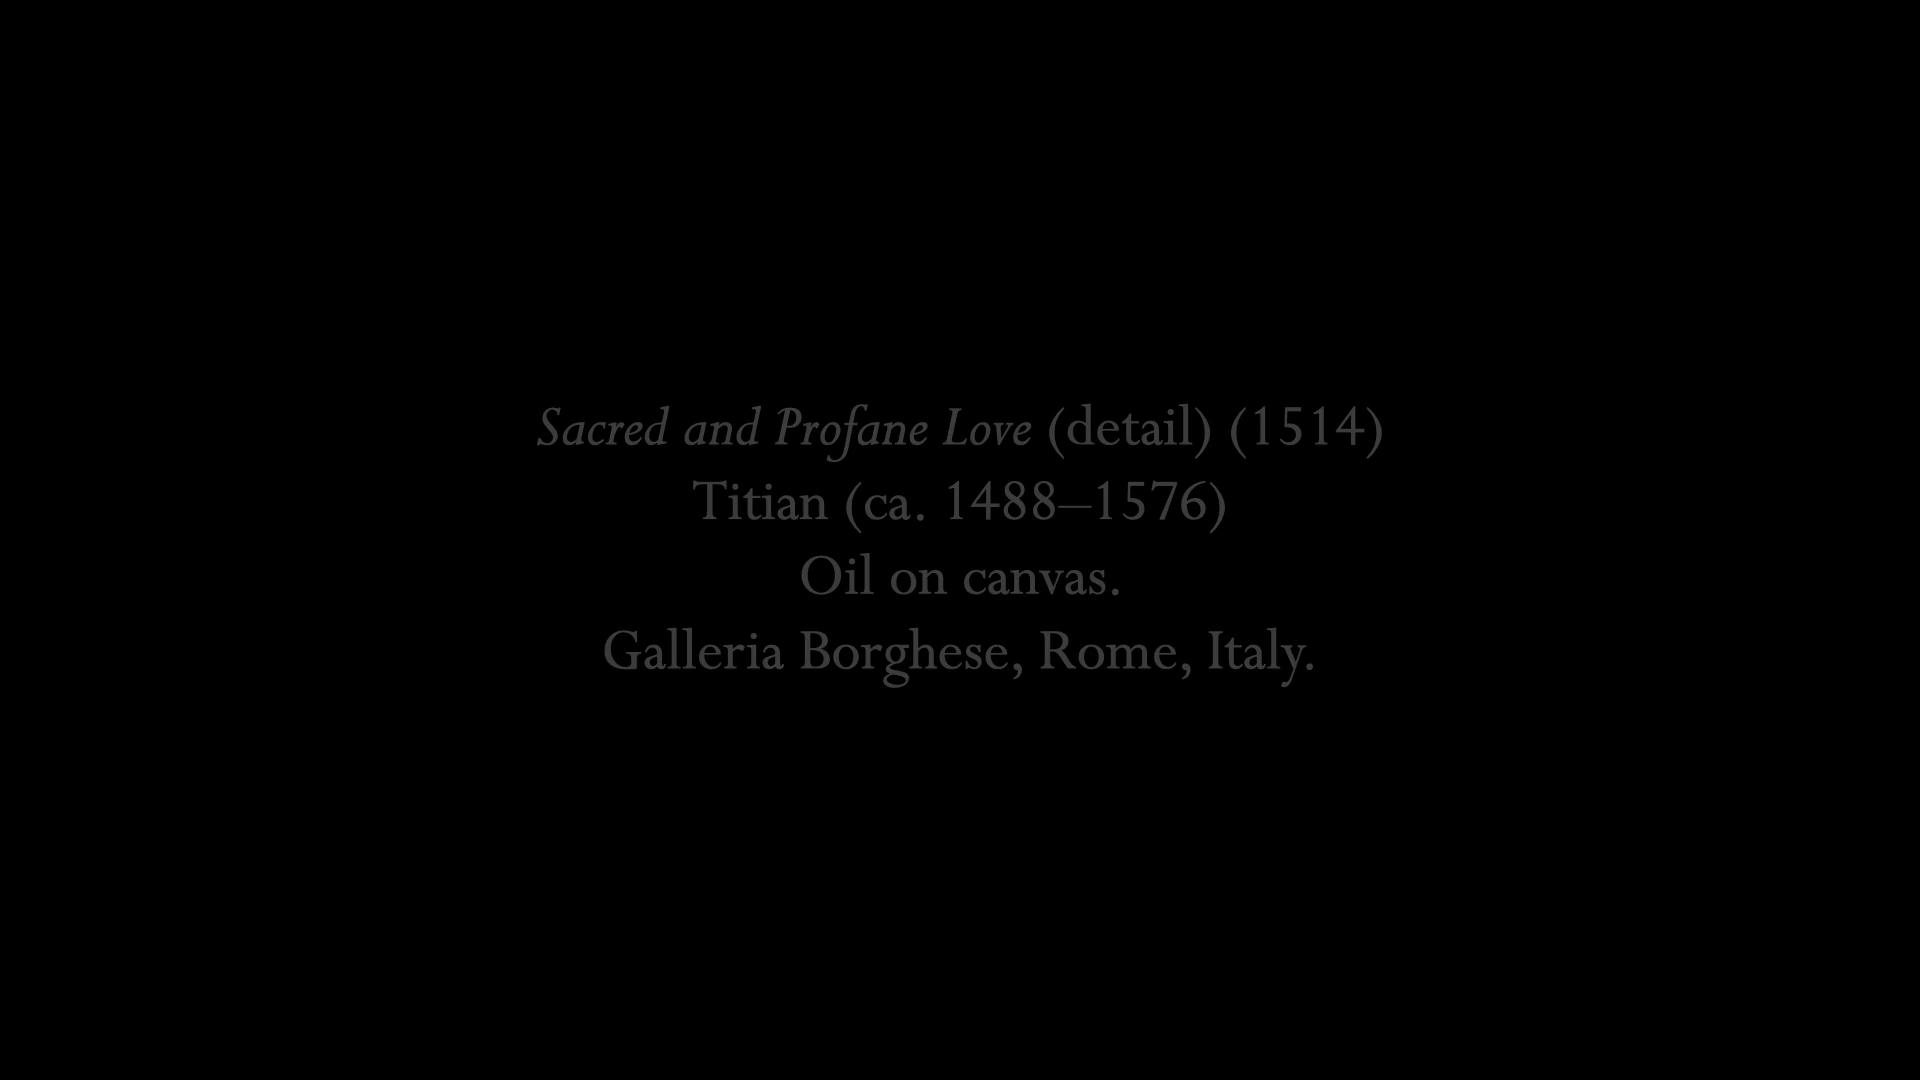 Sacred and Profane Love (detail) (1514)
Titian (ca. 1488–1576)
Oil on canvas.
Galleria Borghese, Rome, Italy.